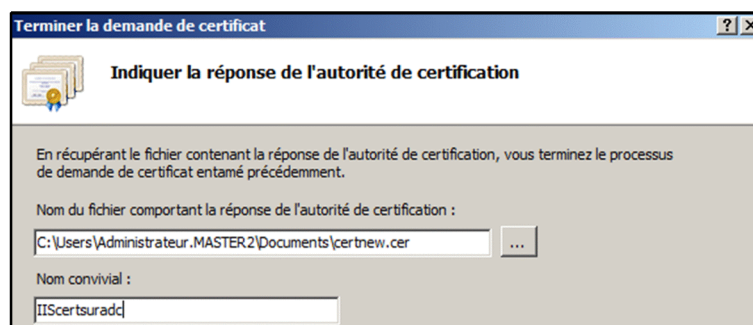 Terminer la demande de certificat
Indiquer la réponse de l'autorité de certification
En récupérant le fichier contenant la réponse de l'autorité de certification, vous terminez le processus
de demande de certificat entamé précédemment.
Nom du fichier comportant la réponse de l'autorité de certification :
C:\Users\Administrateur.MASTER2\Documents\certnew.cer
...
Nom convivial :
IIScertsuradc